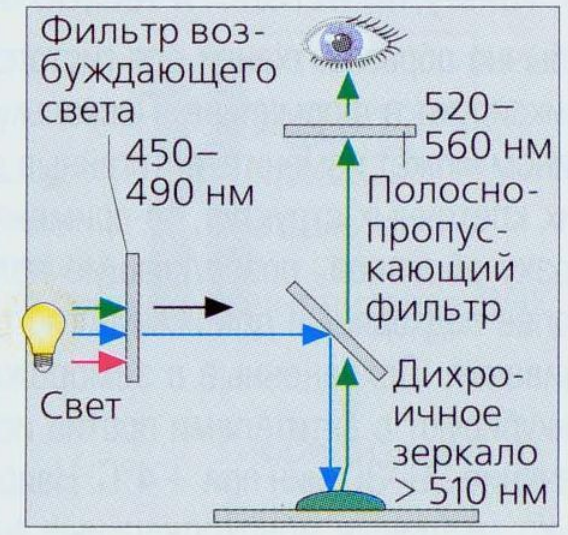 Фильтр воз-
буждающего
света
450–
490 нм
520–
560 нм
Полосно-
пропус-
кающий
фильтр
Свет
Дихро-
ичное
зеркало
> 510 нм